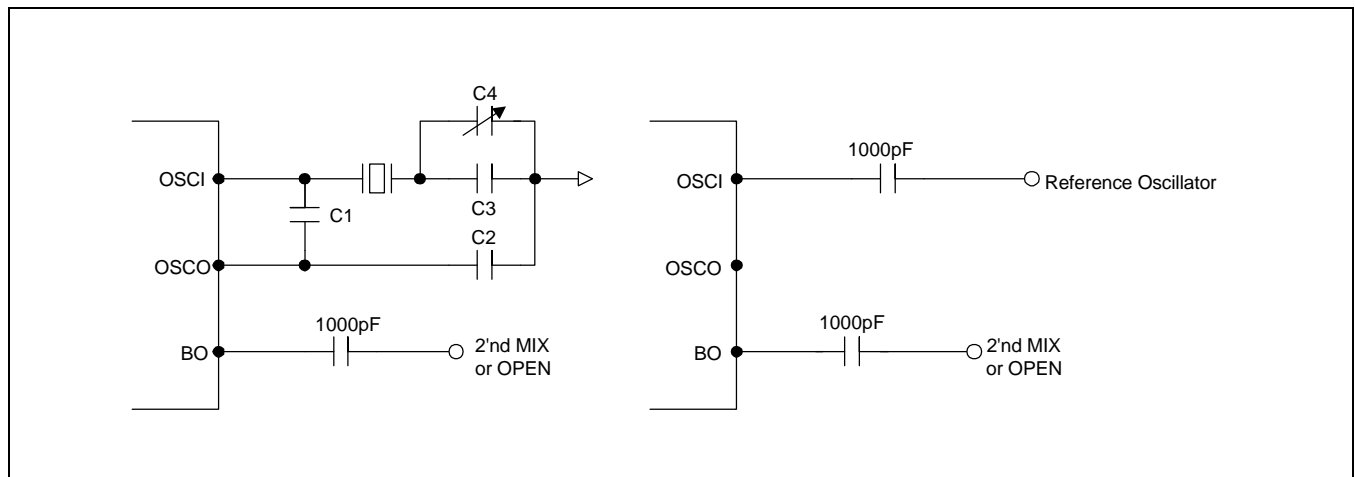 C4
OSCI
C3
C1
C2
OSCO
1000pF
BO
2'nd MIX
or OPEN
1000pF
OSCI
Reference Oscillator
OSCO
1000pF
BO
2'nd MIX
or OPEN